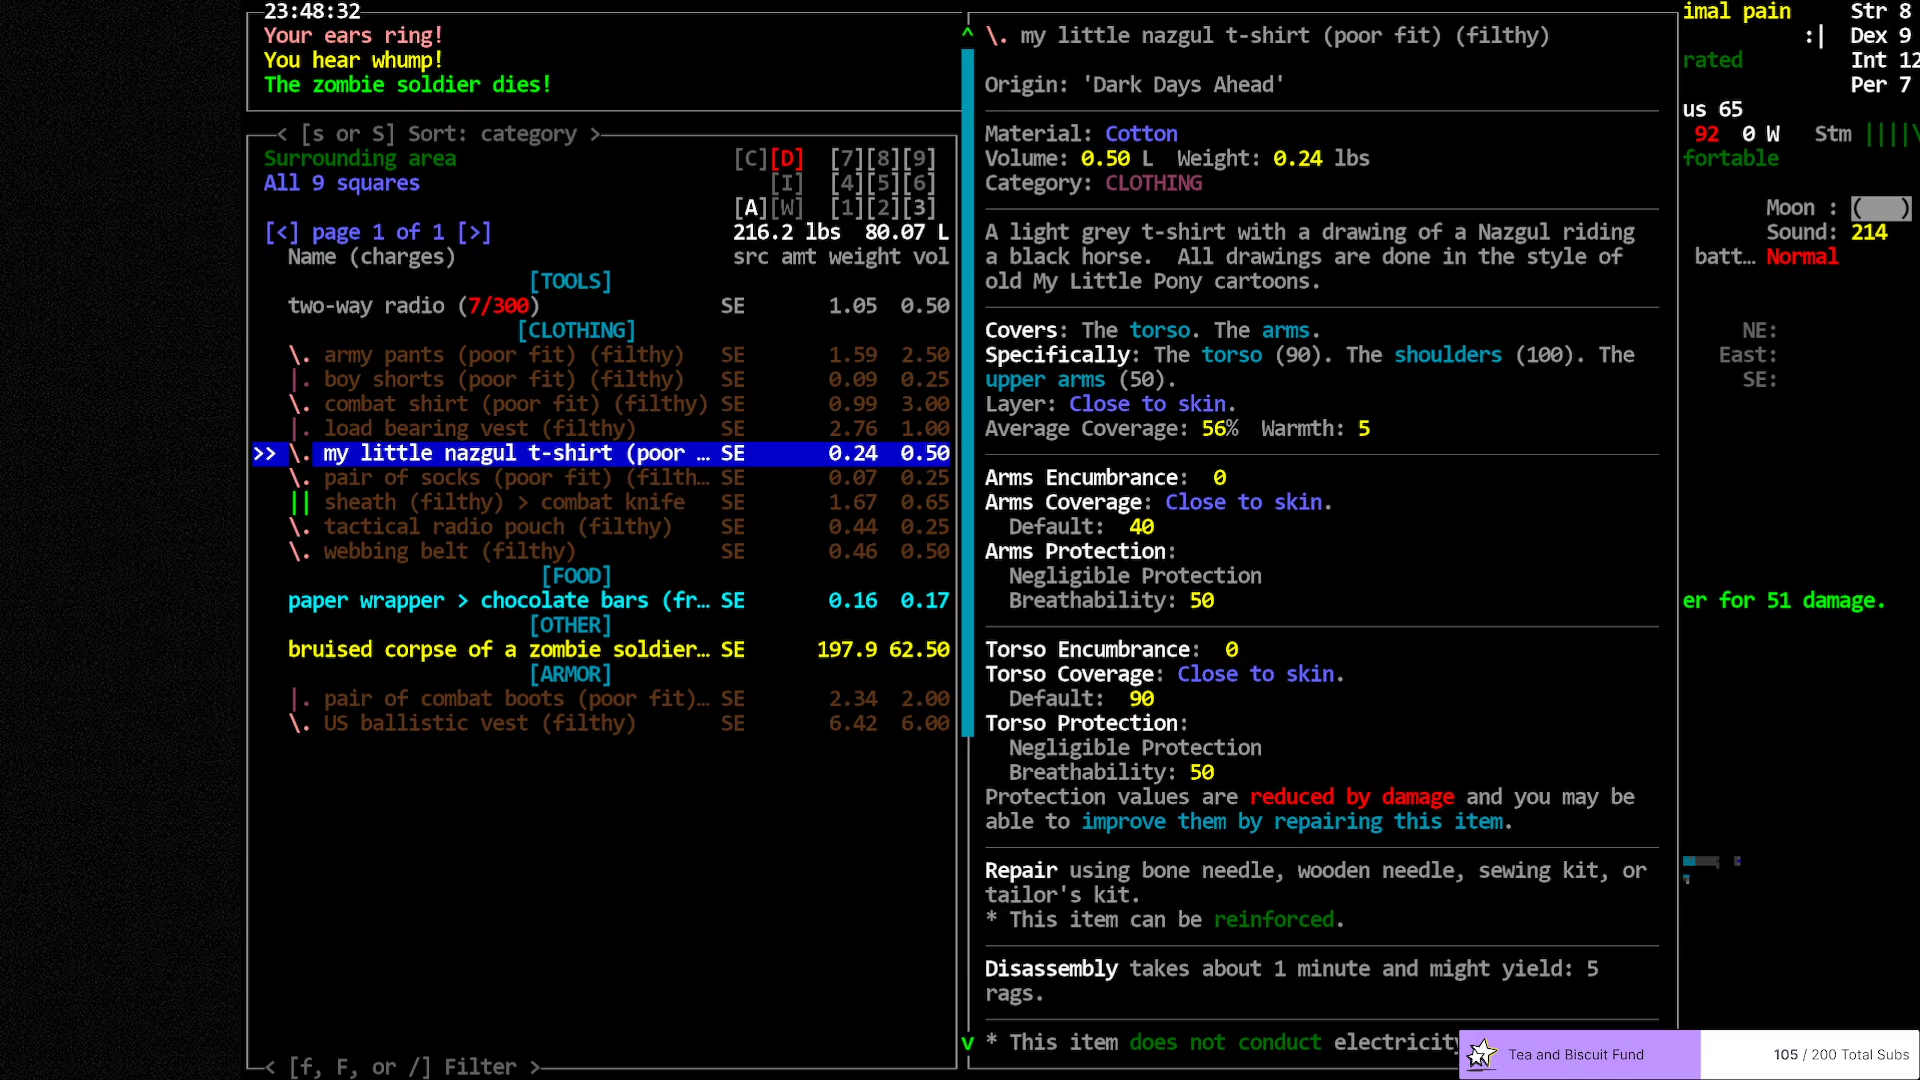 23:48:32
Your ears ring!
You hear whump!
The zombie soldier dies!
< [s or S] Sort: category >
Surrounding area [C][D] [7][8][9]
All 9 squares [I] [4][5][6]
[A][W] [1][2][3]
[<] page 1 of 1 [>] 216.2 lbs 80.07 L
Name (charges) src amt weight vol
[TOOLS]
two-way radio (7/300) SE 1.05 0.50
[CLOTHING]
\. army pants (poor fit) (filthy) SE 1.59 2.50
|. boy shorts (poor fit) (filthy) SE 0.09 0.25
\. combat shirt (poor fit) (filthy) SE 0.99 3.00
|. load bearing vest (filthy) SE 2.76 1.00
>> \. my little nazgul t-shirt (poor … SE 0.24 0.50
\. pair of socks (poor fit) (filth… SE 0.07 0.25
|| sheath (filthy) > combat knife SE 1.67 0.65
\. tactical radio pouch (filthy) SE 0.44 0.25
\. webbing belt (filthy) SE 0.46 0.50
[FOOD]
paper wrapper > chocolate bars (fr… SE 0.16 0.17
[OTHER]
bruised corpse of a zombie soldier… SE 197.9 62.50
[ARMOR]
|. pair of combat boots (poor fit)… SE 2.34 2.00
\. US ballistic vest (filthy) SE 6.42 6.00
< [f, F, or /] Filter >
^
\. my little nazgul t-shirt (poor fit) (filthy)
Origin: 'Dark Days Ahead'
Material: Cotton
Volume: 0.50 L Weight: 0.24 lbs
Category: CLOTHING
A light grey t-shirt with a drawing of a Nazgul riding
a black horse. All drawings are done in the style of
old My Little Pony cartoons.
Covers: The torso. The arms.
Specifically: The torso (90). The shoulders (100). The
upper arms (50).
Layer: Close to skin.
Average Coverage: 56% Warmth: 5
Arms Encumbrance: 0
Arms Coverage: Close to skin.
Default: 40
Arms Protection:
Negligible Protection
Breathability: 50
Torso Encumbrance: 0
Torso Coverage: Close to skin.
Default: 90
Torso Protection:
Negligible Protection
Breathability: 50
Protection values are reduced by damage and you may be
able to improve them by repairing this item.
Repair using bone needle, wooden needle, sewing kit, or
tailor's kit.
* This item can be reinforced.
Disassembly takes about 1 minute and might yield: 5
rags.
v * This item does not conduct electricity
imal pain Str 8
:| Dex 9
rated Int 12
Per 7
us 65
92 0 W Stm ||||\
fortable
Moon : ( )
Sound: 214
batt… Normal
NE:
East:
SE:
er for 51 damage.
Tea and Biscuit Fund 105 / 200 Total Subs